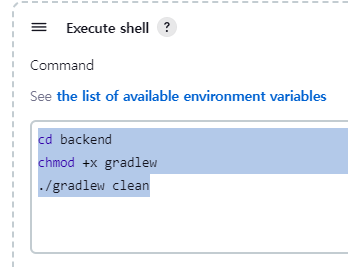 Execute shell ?
Command
See the list of available environment variables
cd backend
chmod +x gradlew
./gradlew clean